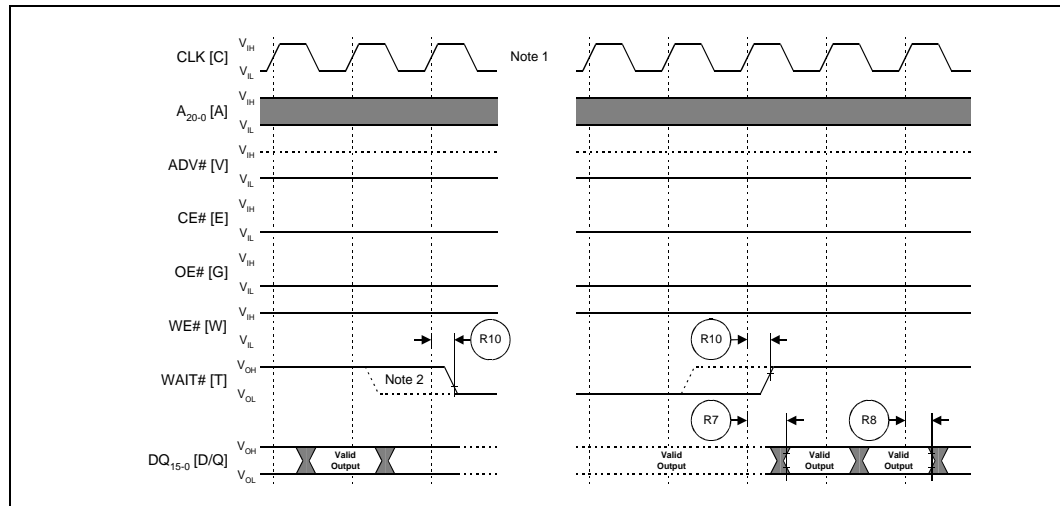 CLK [C] V_IH V_IL Note 1
A_20-0 [A] V_IH V_IL
ADV# [V] V_IH V_IL
CE# [E] V_IH V_IL
OE# [G] V_IH V_IL
WE# [W] V_IH V_IL R10 R10
WAIT# [T] V_OH V_OL Note 2
R7 R8
DQ_15-0 [D/Q] V_OH V_OL Valid Output Valid Output Valid Output Valid Output